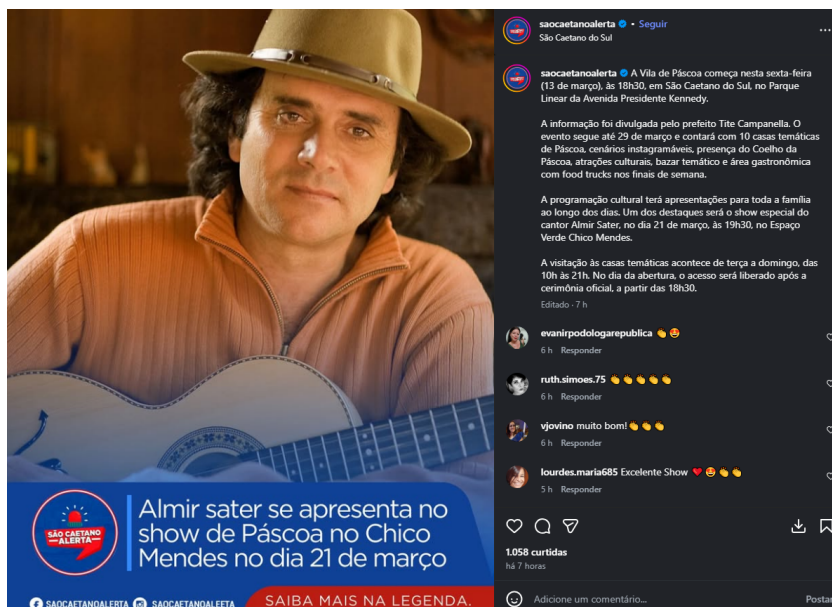 SÃO CAETANO
ALERTA
Almir sater se apresenta no
show de Páscoa no Chico
Mendes no dia 21 de março
SAOCAETANOALERTA SAOCAETANOALEETA
SAIBA MAIS NA LEGENDA.
saocaetanoalerta • Seguir
São Caetano do Sul
saocaetanoalerta A Vila de Páscoa começa nesta sexta-feira
(13 de março), às 18h30, em São Caetano do Sul, no Parque
Linear da Avenida Presidente Kennedy.
A informação foi divulgada pelo prefeito Tite Campanella. O
evento segue até 29 de março e contará com 10 casas temáticas
de Páscoa, cenários instagramáveis, presença do Coelho da
Páscoa, atrações culturais, bazar temático e área gastronômica
com food trucks nos finais de semana.
A programação cultural terá apresentações para toda a família
ao longo dos dias. Um dos destaques será o show especial do
cantor Almir Sater, no dia 21 de março, às 19h30, no Espaço
Verde Chico Mendes.
A visitação às casas temáticas acontece de terça a domingo, das
10h às 21h. No dia da abertura, o acesso será liberado após a
cerimônia oficial, a partir das 18h30.
Editado · 7 h
evanirpodologarepublica 👏 🤩
6 h Responder
ruth.simoes.75 👏 👏 👏 👏 👏
6 h Responder
vjovino muito bom! 👏 👏 👏
6 h Responder
lourdes.maria685 Excelente Show ❤️ 🤩 👏 👏
5 h Responder
1.058 curtidas
há 7 horas
Adicione um comentário... Postar